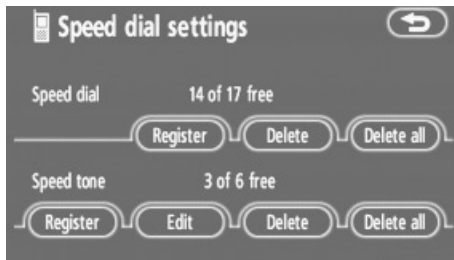 Speed dial settings
Speed dial 14 of 17 free
Register Delete Delete all
Speed tone 3 of 6 free
Register Edit Delete Delete all